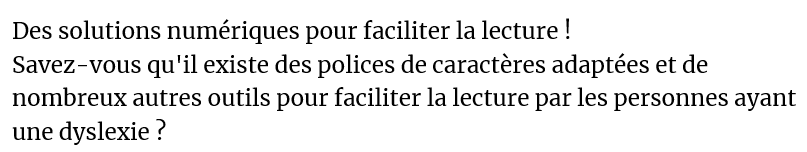 Des solutions numériques pour faciliter la lecture !
Savez-vous qu'il existe des polices de caractères adaptées et de
nombreux autres outils pour faciliter la lecture par les personnes ayant
une dyslexie ?